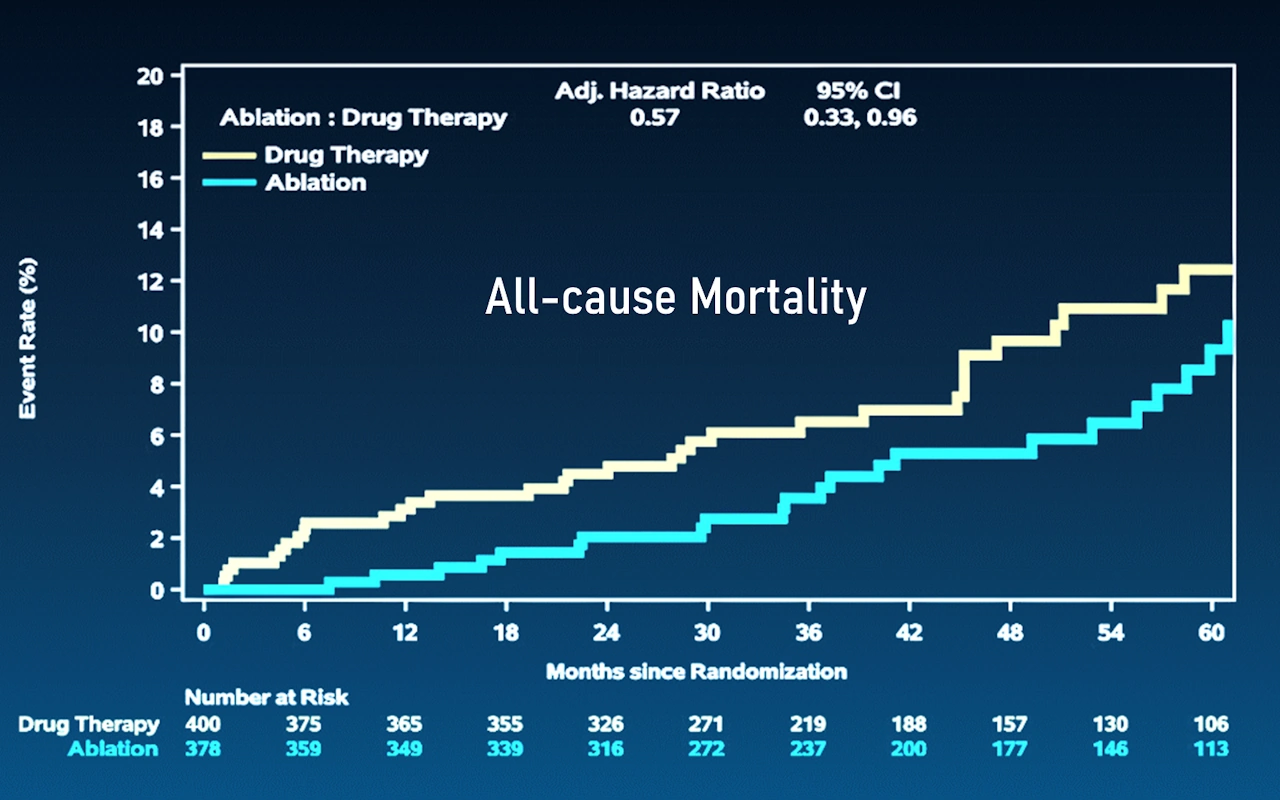 Adj. Hazard Ratio 95% CI
Ablation : Drug Therapy 0.57 0.33, 0.96
Drug Therapy
Ablation
All-cause Mortality
Event Rate (%)
20
18
16
14
12
10
8
6
4
2
0
0 6 12 18 24 30 36 42 48 54 60
Months since Randomization
Number at Risk
Drug Therapy 400 375 365 355 326 271 219 188 157 130 106
Ablation 378 359 349 339 316 272 237 200 177 146 113